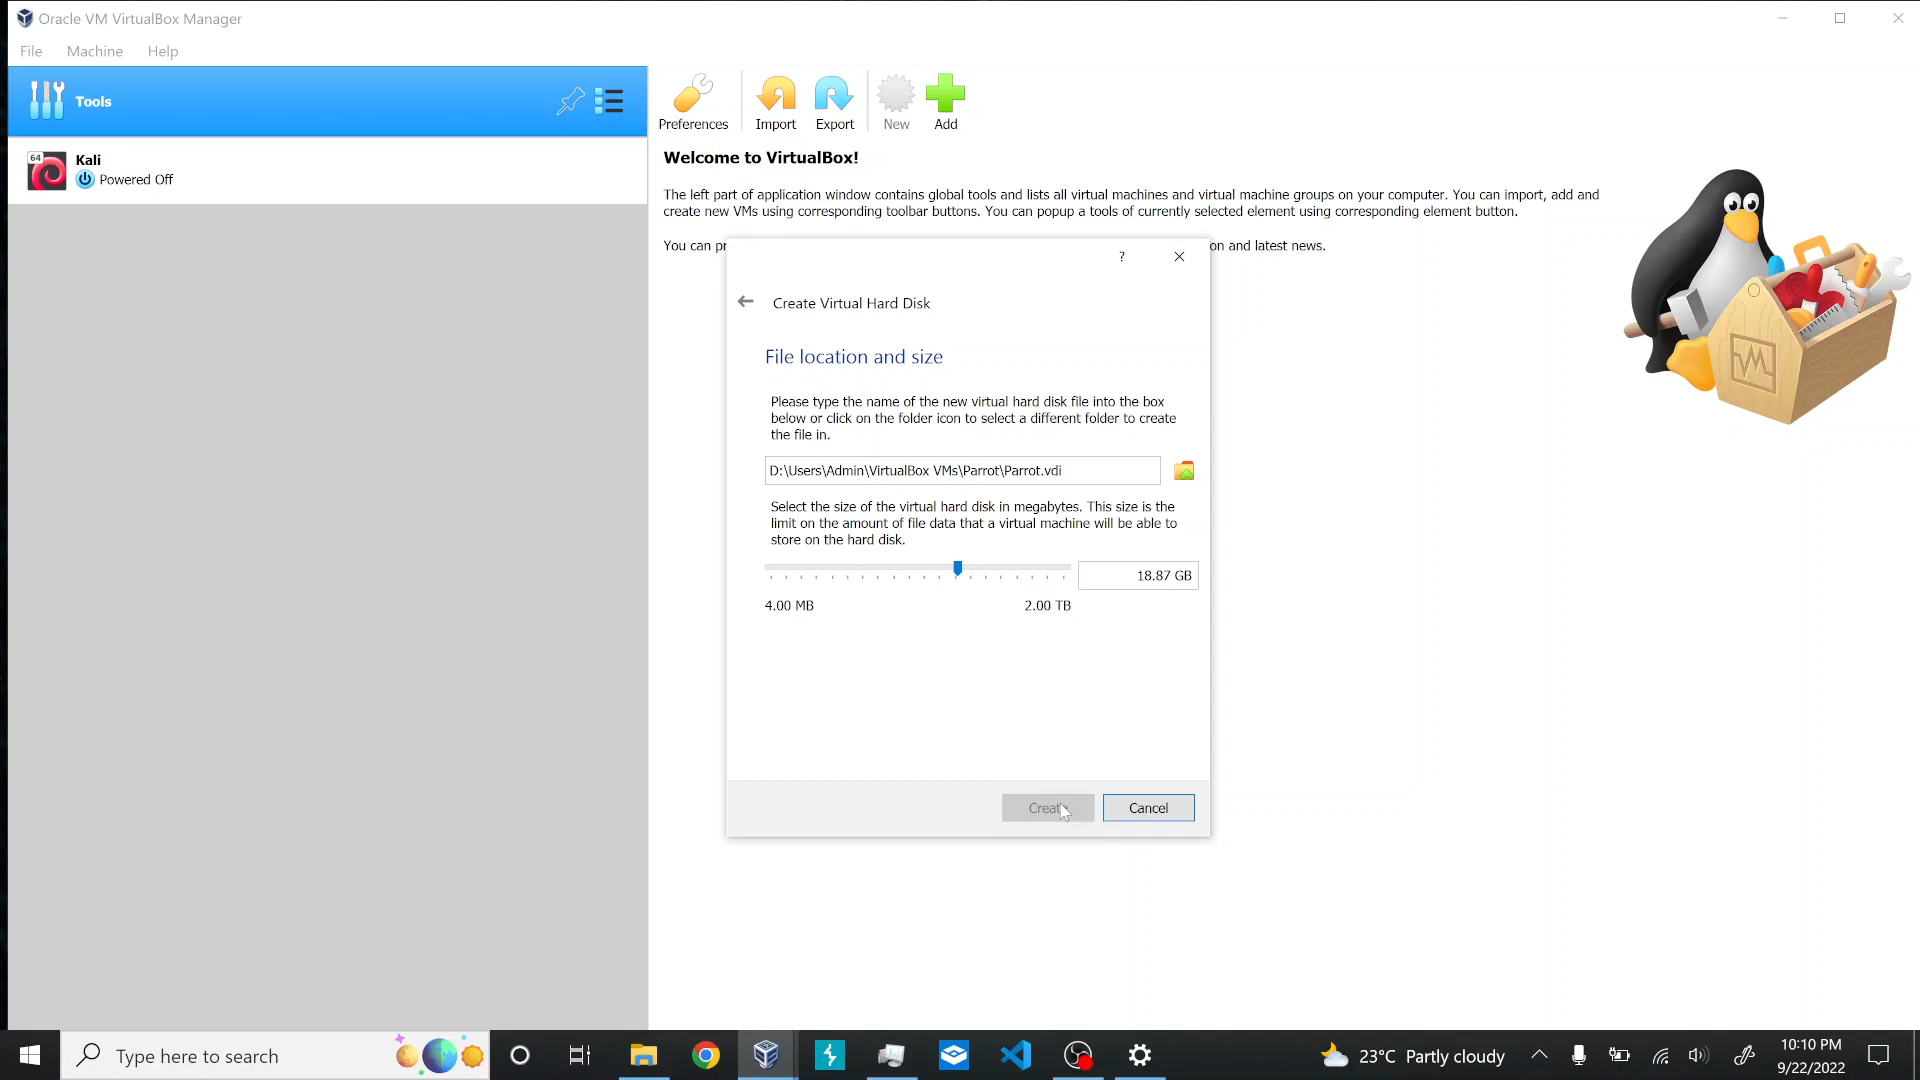 Oracle VM VirtualBox Manager
File Machine Help
Tools
Preferences Import Export New Add
64 Kali
Powered Off
Welcome to VirtualBox!
The left part of application window contains global tools and lists all virtual machines and virtual machine groups on your computer. You can import, add and
create new VMs using corresponding toolbar buttons. You can popup a tools of currently selected element using corresponding element button.
You can pr on and latest news.
?
Create Virtual Hard Disk
File location and size
Please type the name of the new virtual hard disk file into the box
below or click on the folder icon to select a different folder to create
the file in.
D:\Users\Admin\VirtualBox VMs\Parrot\Parrot.vdi
Select the size of the virtual hard disk in megabytes. This size is the
limit on the amount of file data that a virtual machine will be able to
store on the hard disk.
18.87 GB
4.00 MB 2.00 TB
Create Cancel
Type here to search
23°C Partly cloudy
10:10 PM
9/22/2022